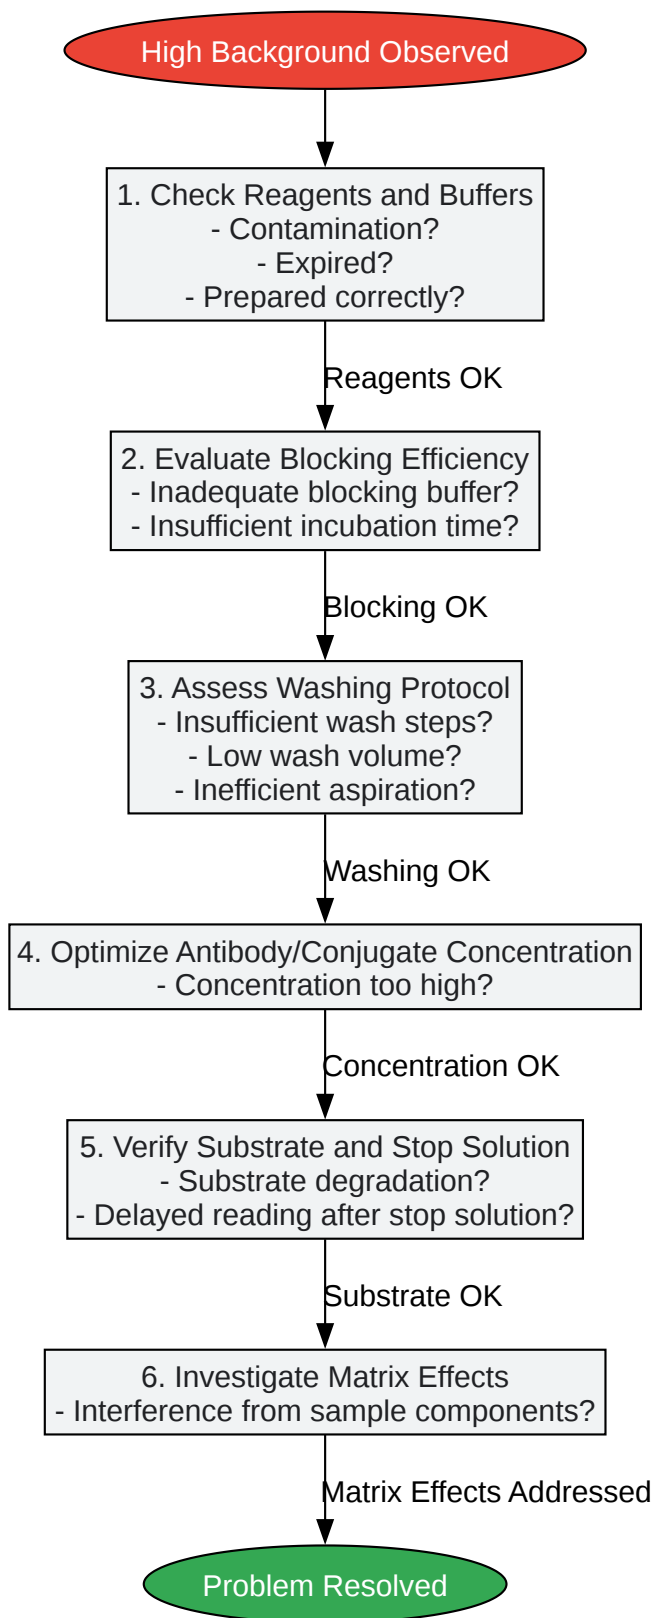 High Background Observed
1. Check Reagents and Buffers
- Contamination?
- Expired?
- Prepared correctly?
Reagents OK
2. Evaluate Blocking Efficiency
- Inadequate blocking buffer?
- Insufficient incubation time?
Blocking OK
3. Assess Washing Protocol
- Insufficient wash steps?
- Low wash volume?
- Inefficient aspiration?
Washing OK
4. Optimize Antibody/Conjugate Concentration
- Concentration too high?
Concentration OK
5. Verify Substrate and Stop Solution
- Substrate degradation?
- Delayed reading after stop solution?
Substrate OK
6. Investigate Matrix Effects
- Interference from sample components?
Matrix Effects Addressed
Problem Resolved